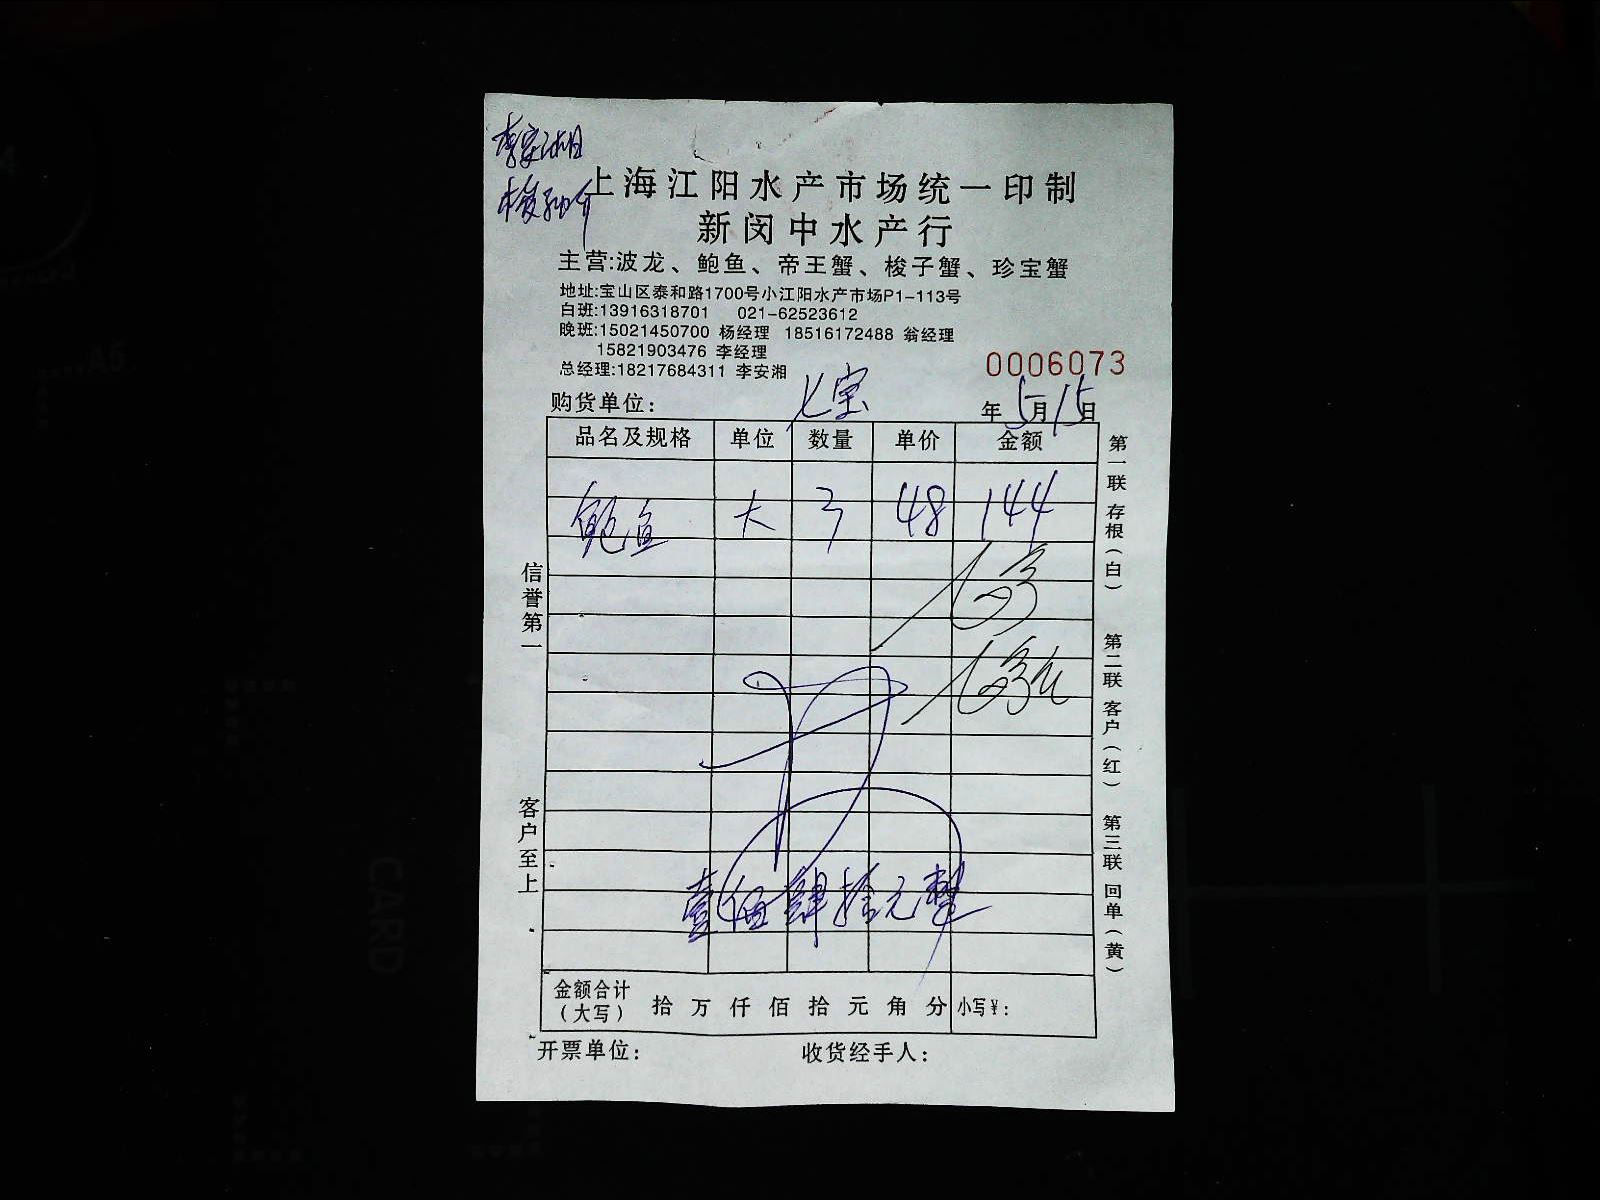 李安湘
上海江阳水产市场统一印制
新闵中水产行
主营:波龙、鲍鱼、帝王蟹、梭子蟹、珍宝蟹
地址:宝山区泰和路1700号小江阳水产市场P1-113号
白班:13916318701 021-62523612
晚班:15021450700 杨经理 18516172488 翁经理
15821903476 李经理
总经理:18217684311 李安湘
0006073
购货单位: 七宝 年 5月15日
品名及规格 单位 数量 单价 金额
鲍鱼 大 3 48 144
壹佰肆拾元整
金额合计(大写) 拾 万 仟 佰 拾 元 角 分 小写¥:
开票单位: 收货经手人:
信誉第一
客户至上
第一联 存根(白)
第二联 客户(红)
第三联 回单(黄)
CARD